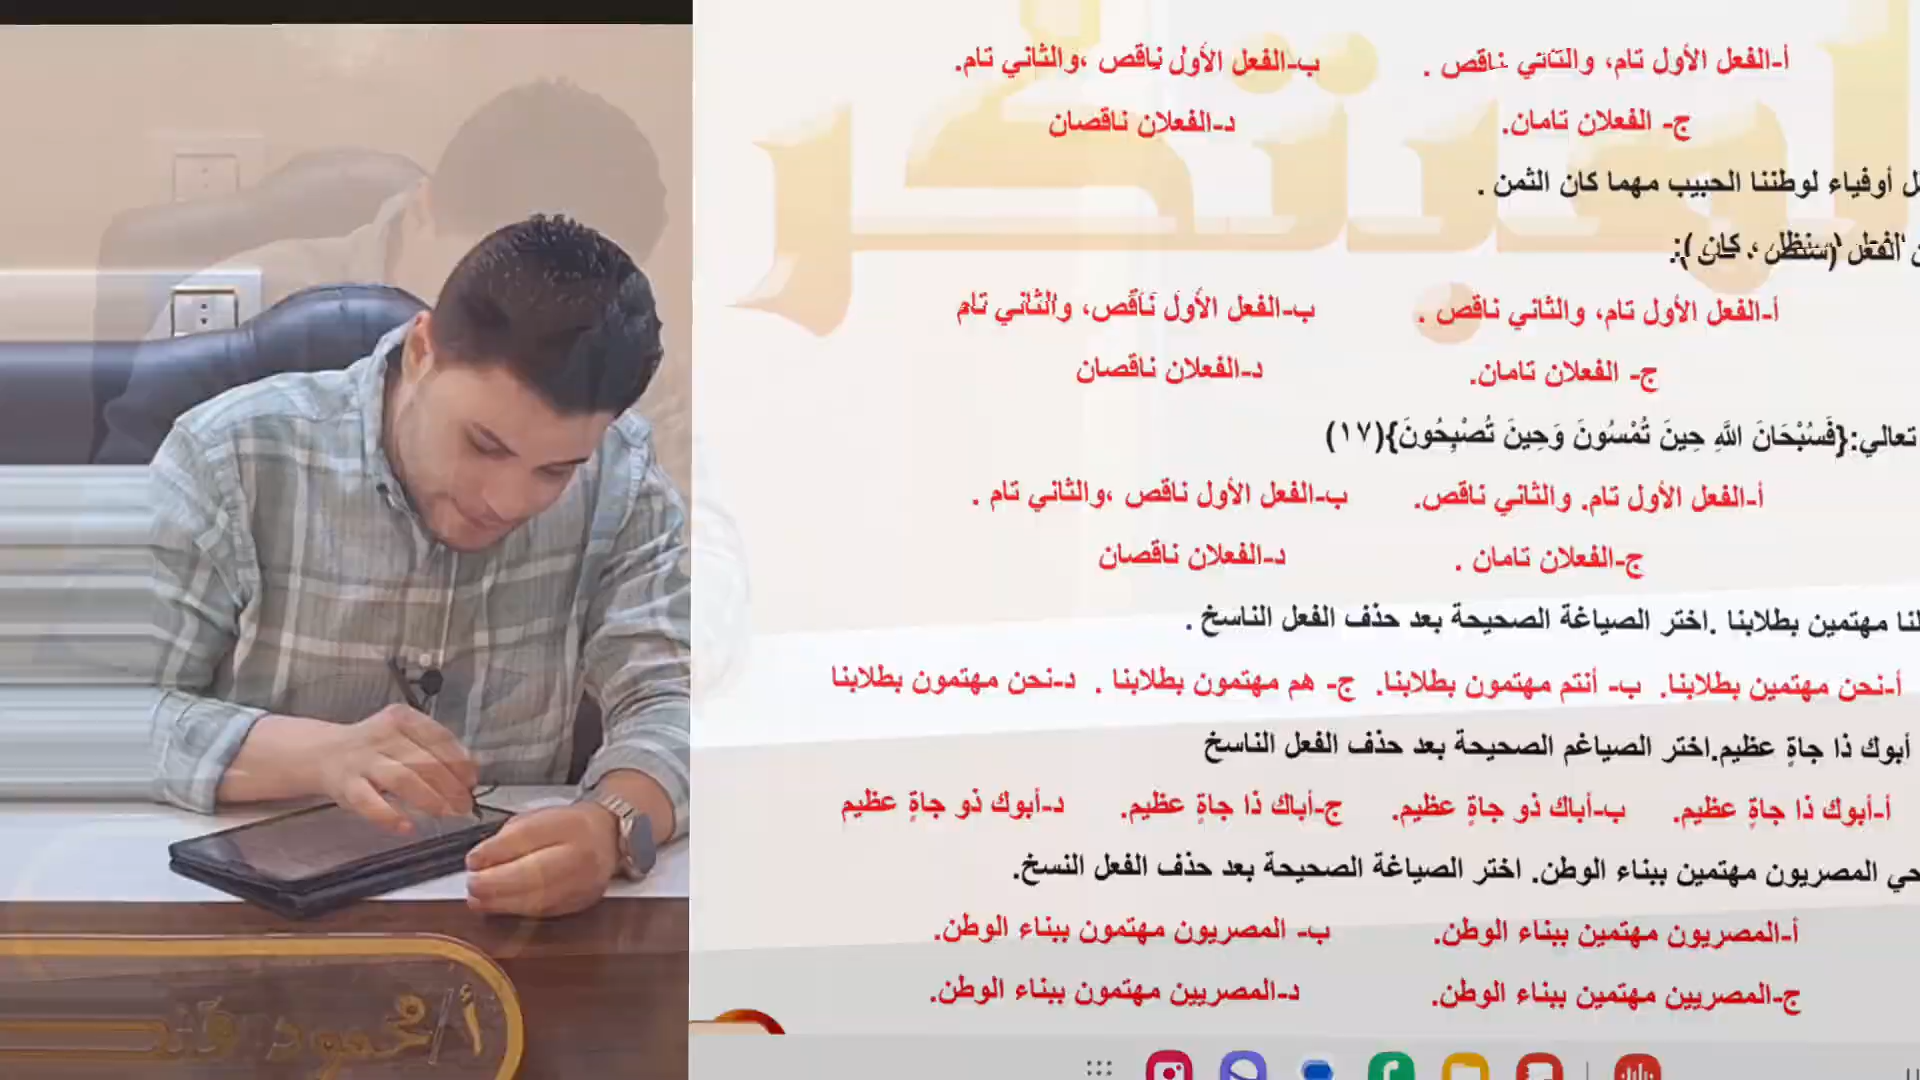 أ-الفعل الأول تام، والثاني ناقص . ب-الفعل الأول ناقص ،والثاني تام.
ج- الفعلان تامان. د-الفعلان ناقصان
أوفياء لوطننا الحبيب مهما كان الثمن .
الفعل (سنظل ، كان ):
أ-الفعل الأول تام، والثاني ناقص . ب-الفعل الأول ناقص، والثاني تام
ج- الفعلان تامان. د-الفعلان ناقصان
تعالي:{فَسُبْحَانَ اللَّهِ حِينَ تُمْسُونَ وَحِينَ تُصْبِحُونَ}(١٧)
أ-الفعل الأول تام. والثاني ناقص. ب-الفعل الأول ناقص ،والثاني تام .
ج-الفعلان تامان . د-الفعلان ناقصان
مهتمين بطلابنا .اختر الصياغة الصحيحة بعد حذف الفعل الناسخ .
أ-نحن مهتمين بطلابنا. ب- أنتم مهتمون بطلابنا. ج- هم مهتمون بطلابنا . د-نحن مهتمون بطلابنا
أبوك ذا جاهٍ عظيم.اختر الصياغم الصحيحة بعد حذف الفعل الناسخ
أ-أبوك ذا جاهٍ عظيم. ب-أباك ذو جاهٍ عظيم. ج-أباك ذا جاهٍ عظيم. د-أبوك ذو جاهٍ عظيم
المصريون مهتمين ببناء الوطن. اختر الصياغة الصحيحة بعد حذف الفعل النسخ.
أ-المصريون مهتمين ببناء الوطن. ب- المصريون مهتمون ببناء الوطن.
ج-المصريين مهتمين ببناء الوطن. د-المصريين مهتمون ببناء الوطن.
أ/محمود